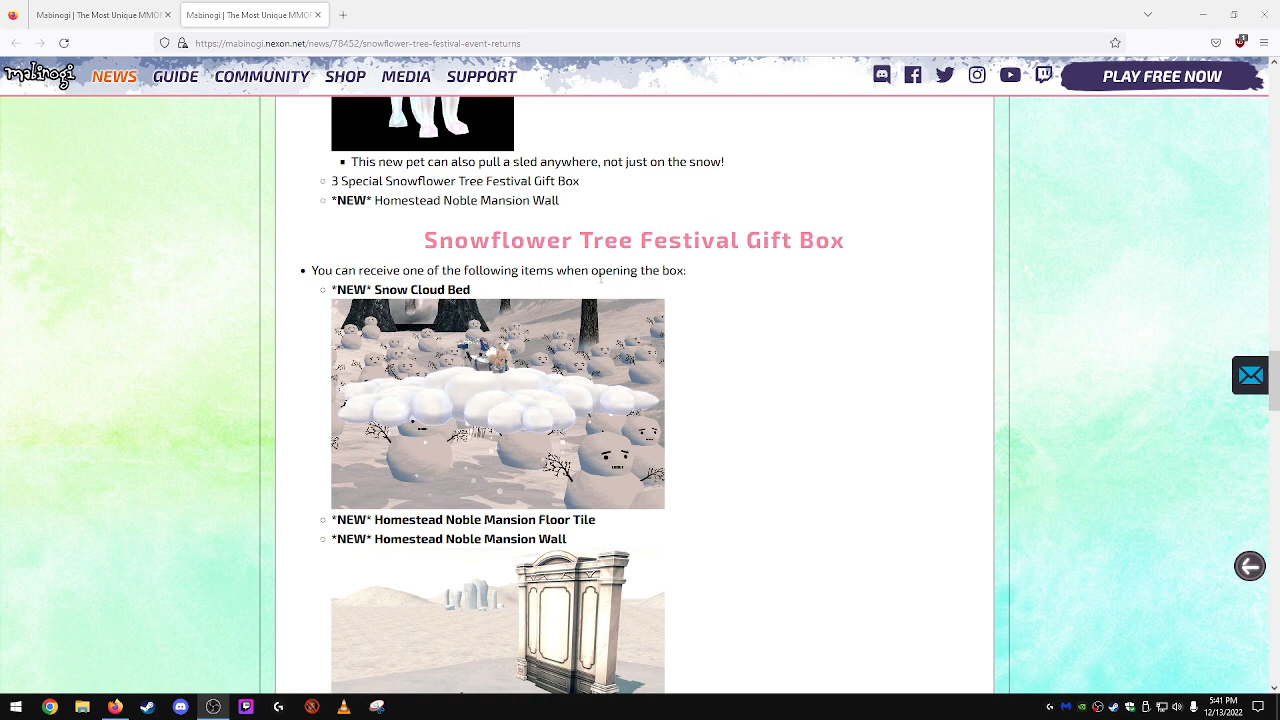 Mabinogi | The Most Unique MMOF
Mabinogi | The Most Unique MMOF
https://mabinogi.nexon.net/news/78452/snowflower-tree-festival-event-returns
mabinogi NEWS GUIDE COMMUNITY SHOP MEDIA SUPPORT PLAY FREE NOW
This new pet can also pull a sled anywhere, not just on the snow!
3 Special Snowflower Tree Festival Gift Box
*NEW* Homestead Noble Mansion Wall
Snowflower Tree Festival Gift Box
You can receive one of the following items when opening the box:
*NEW* Snow Cloud Bed
*NEW* Homestead Noble Mansion Floor Tile
*NEW* Homestead Noble Mansion Wall
5:41 PM
12/13/2022